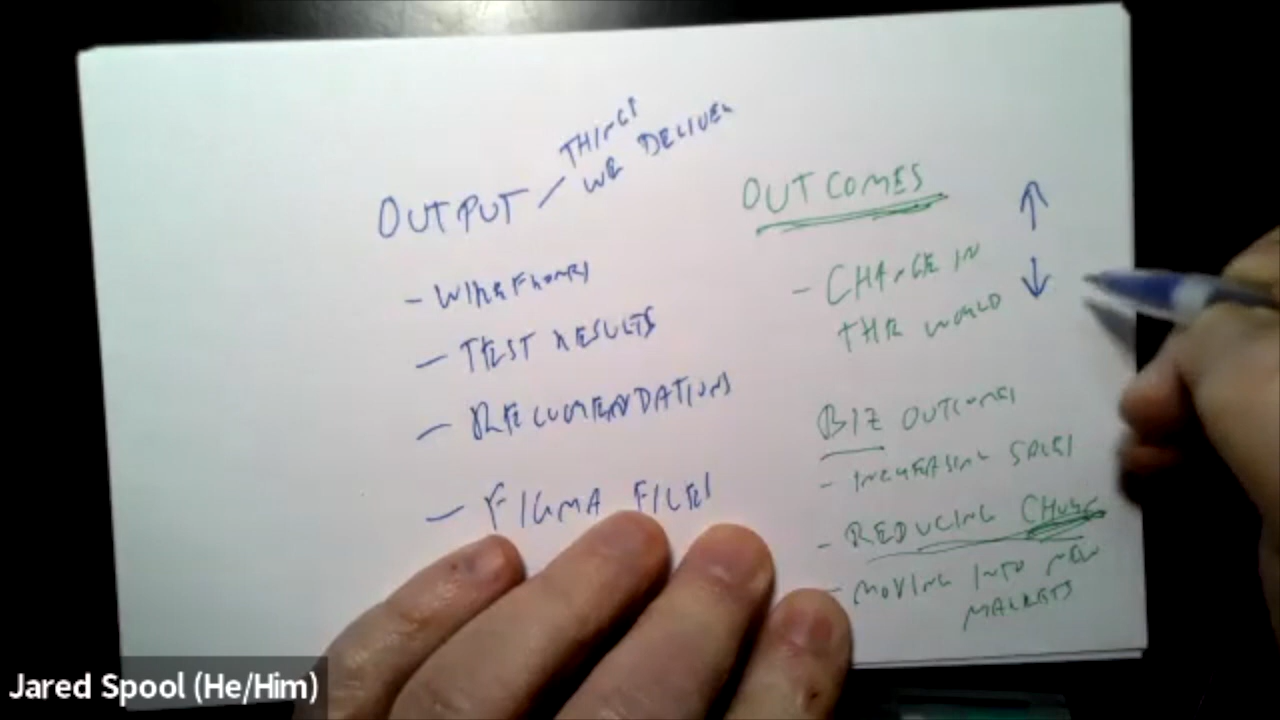 OUTPUT
THINGS
WE DELIVER
- WIREFRAMES
- TEST RESULTS
- RECOMENDATIONS
- FIGMA FILES
OUTCOMES
- CHANGE IN
THE WORLD
BIZ OUTCOMES
- INCREASING SALES
- REDUCING CHURN
- MOVING INTO NEW
MARKETS
Jared Spool (He/Him)